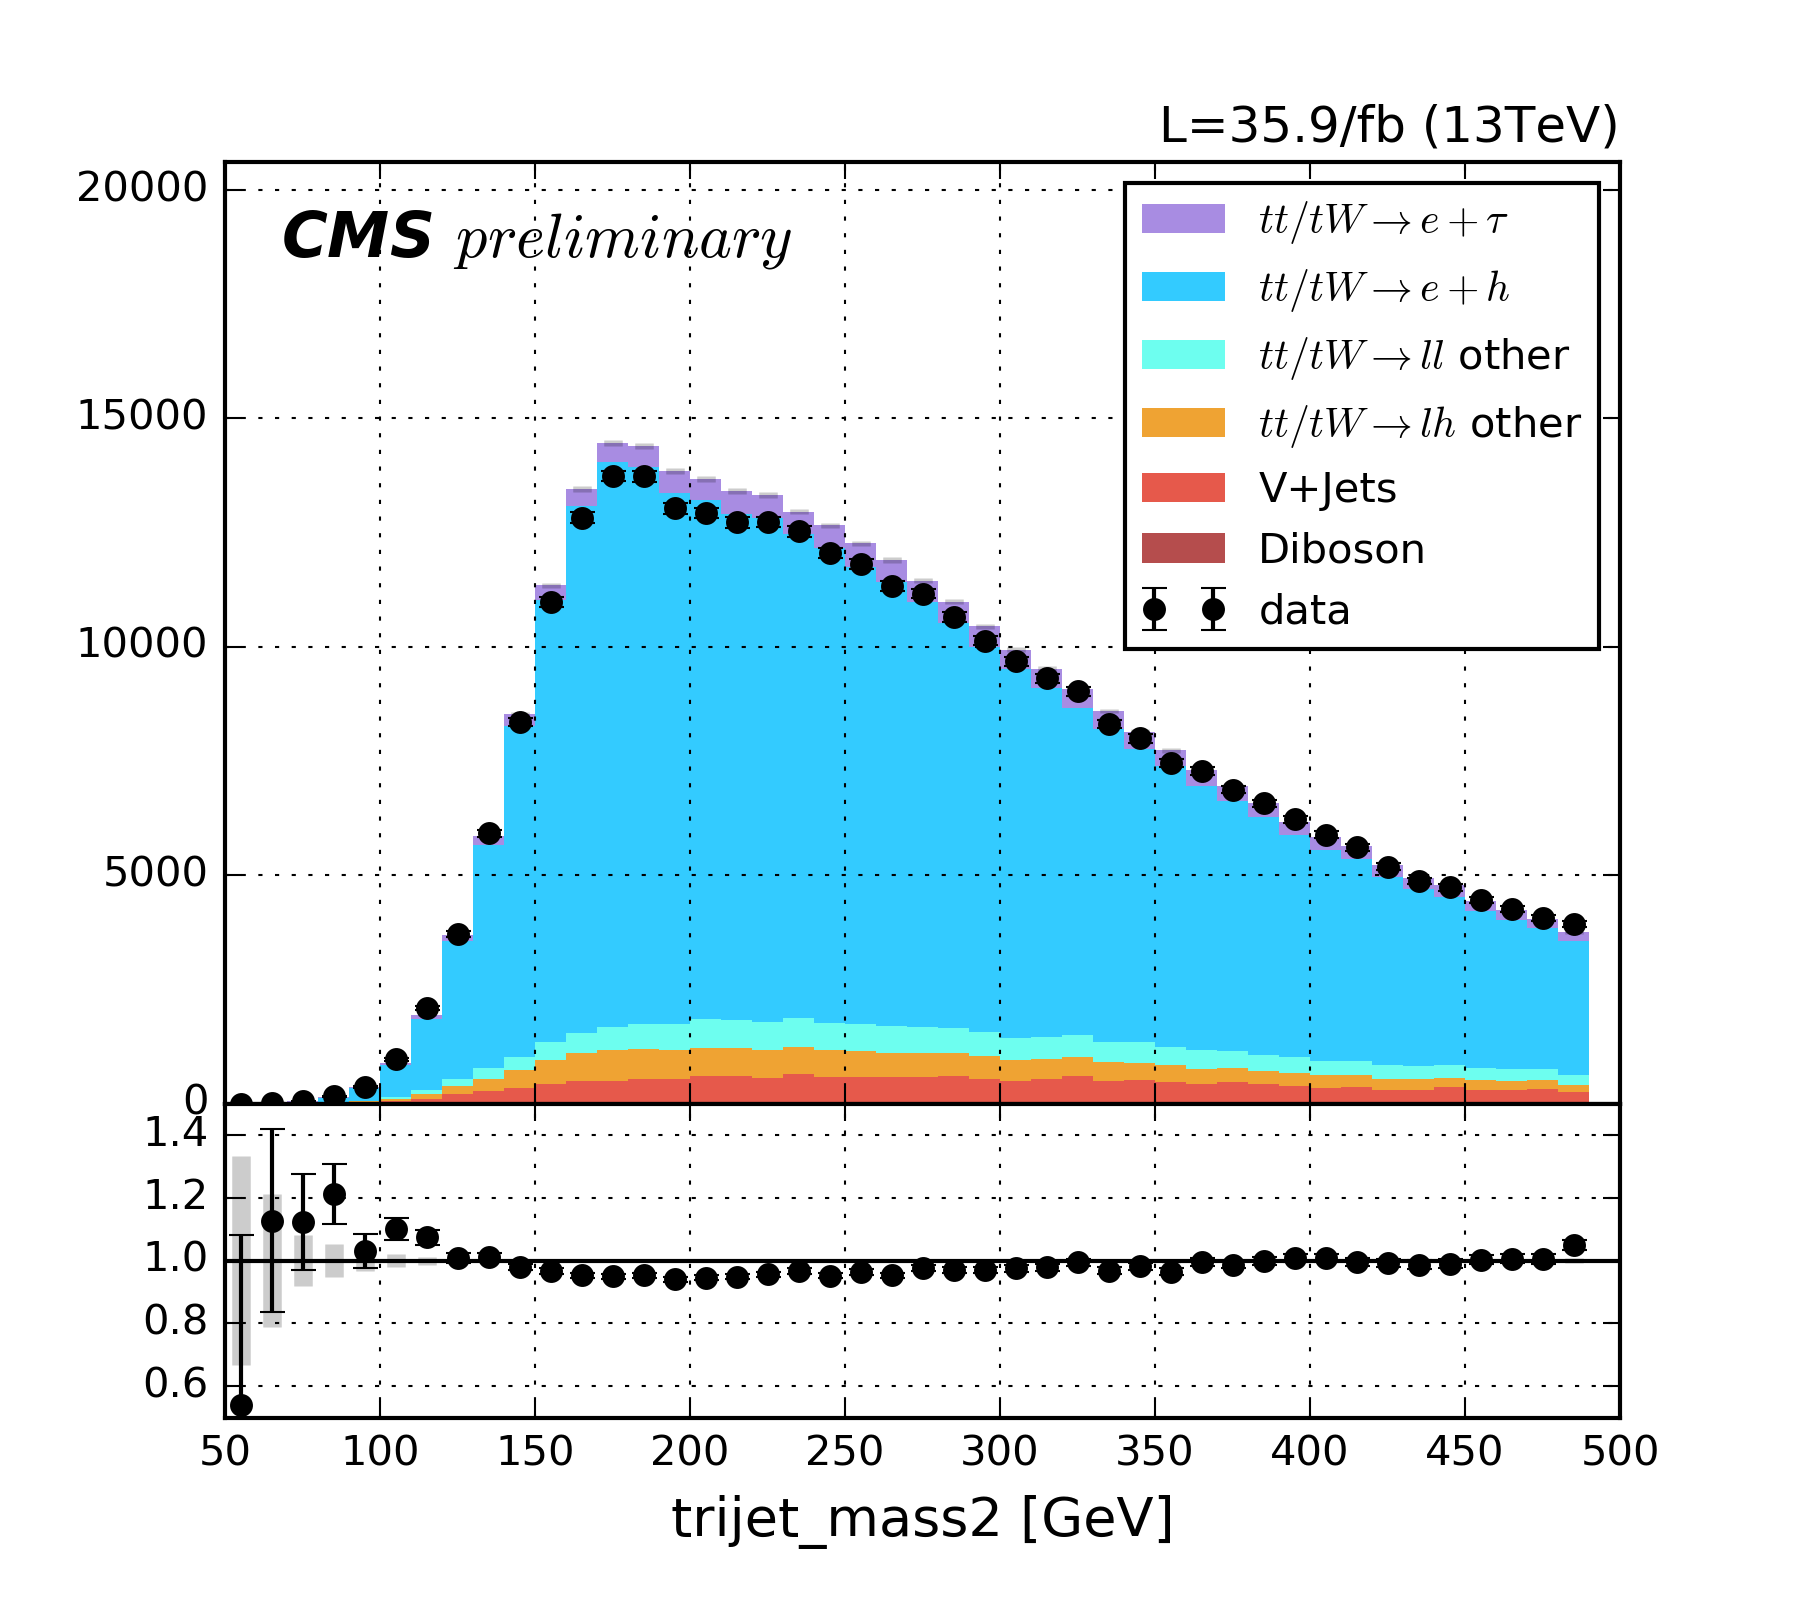 L=35.9/fb (13TeV)
20000
CMS preliminary
15000
10000
5000
0
tt/tW→e+τ
tt/tW→e+h
tt/tW→ll other
tt/tW→lh other
V+Jets
Diboson
data
1.4
1.2
1.0
0.8
0.6
50 100 150 200 250 300 350 400 450 500
trijet_mass2 [GeV]